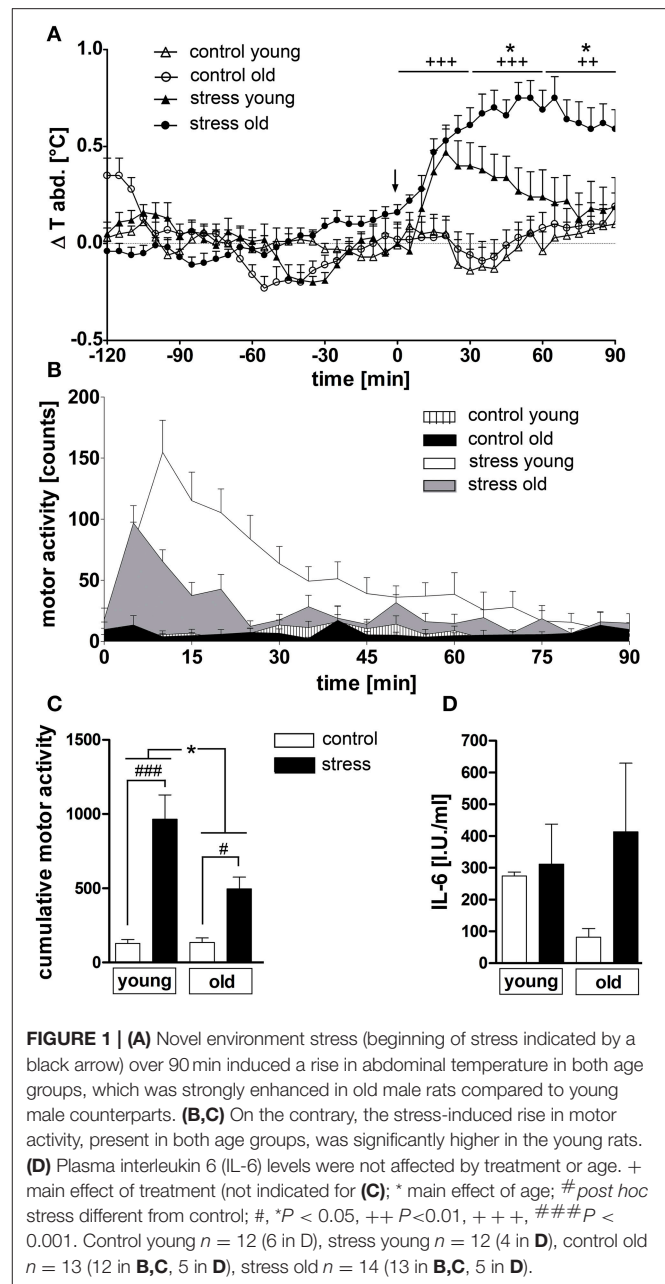 A
control young
control old
stress young
stress old
+++
*
+++
*
++
1.0
0.5
0.0
-0.5
Δ T abd. [°C]
-120 -90 -60 -30 0 30 60 90
time [min]
B
control young
control old
stress young
stress old
200
150
100
50
0
motor activity [counts]
0 15 30 45 60 75 90
time [min]
C
control
stress
*
###
#
1500
1000
500
0
cumulative motor activity
young old
D
700
600
500
400
300
200
100
0
IL-6 [I.U./ml]
young old
FIGURE 1 | (A) Novel environment stress (beginning of stress indicated by a
black arrow) over 90 min induced a rise in abdominal temperature in both age
groups, which was strongly enhanced in old male rats compared to young
male counterparts. (B,C) On the contrary, the stress-induced rise in motor
activity, present in both age groups, was significantly higher in the young rats.
(D) Plasma interleukin 6 (IL-6) levels were not affected by treatment or age. +
main effect of treatment (not indicated for (C); * main effect of age; #post hoc
stress different from control; #, *P < 0.05, ++ P<0.01, + + +, ###P <
0.001. Control young n = 12 (6 in D), stress young n = 12 (4 in D), control old
n = 13 (12 in B,C, 5 in D), stress old n = 14 (13 in B,C, 5 in D).